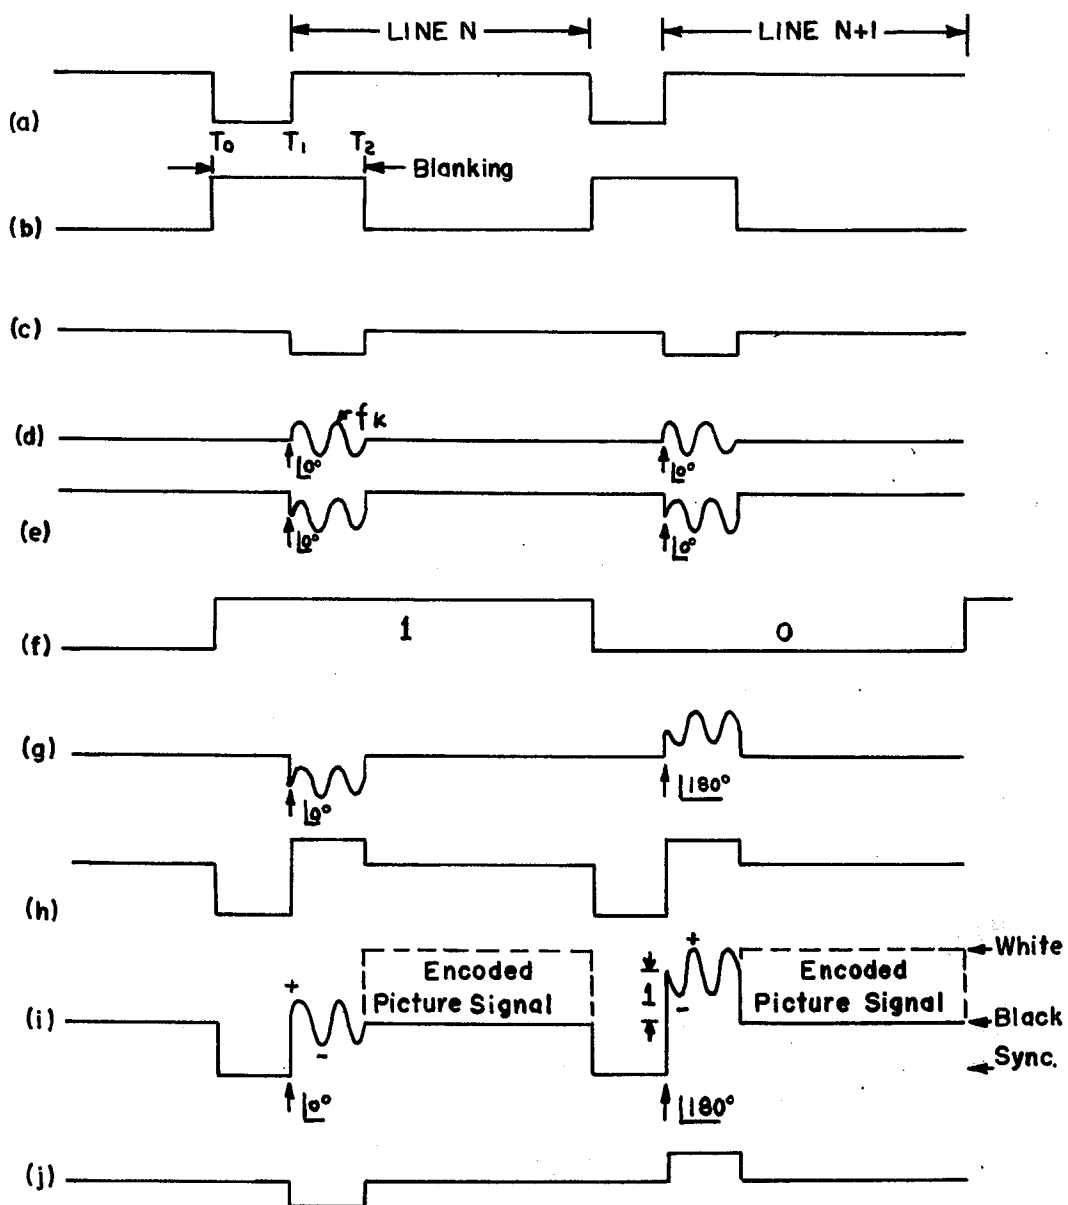 LINE N
LINE N+1
(a)
T0 T1 T2
Blanking
(b)
(c)
(d)
fK
∠0°
∠0°
(e)
∠0°
∠0°
(f)
1
0
(g)
∠0°
∠180°
(h)
White
+
Encoded
Picture Signal
+
1
Encoded
Picture Signal
(i)
-
-
Black
Sync.
∠0°
∠180°
(j)